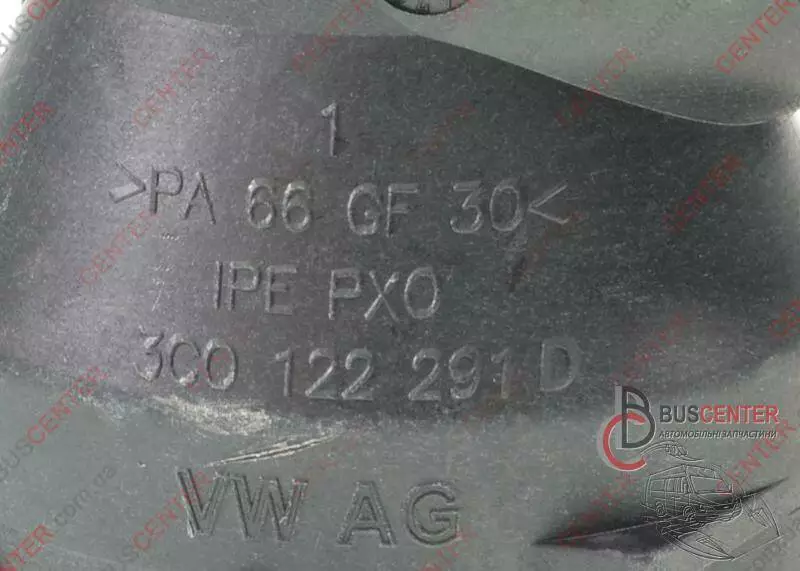 1
>PA 66 GF 30<
IPE PXO
3C0 122 291 D
VW AG
BUSCENTER
АВТОМОБІЛЬНІ ЗАПЧАСТИНИ